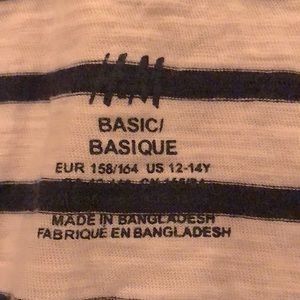 BASIC/
BASIQUE
EUR 158/164 US 12-14Y
MADE IN BANGLADESH
FABRIQUÉ EN BANGLADESH